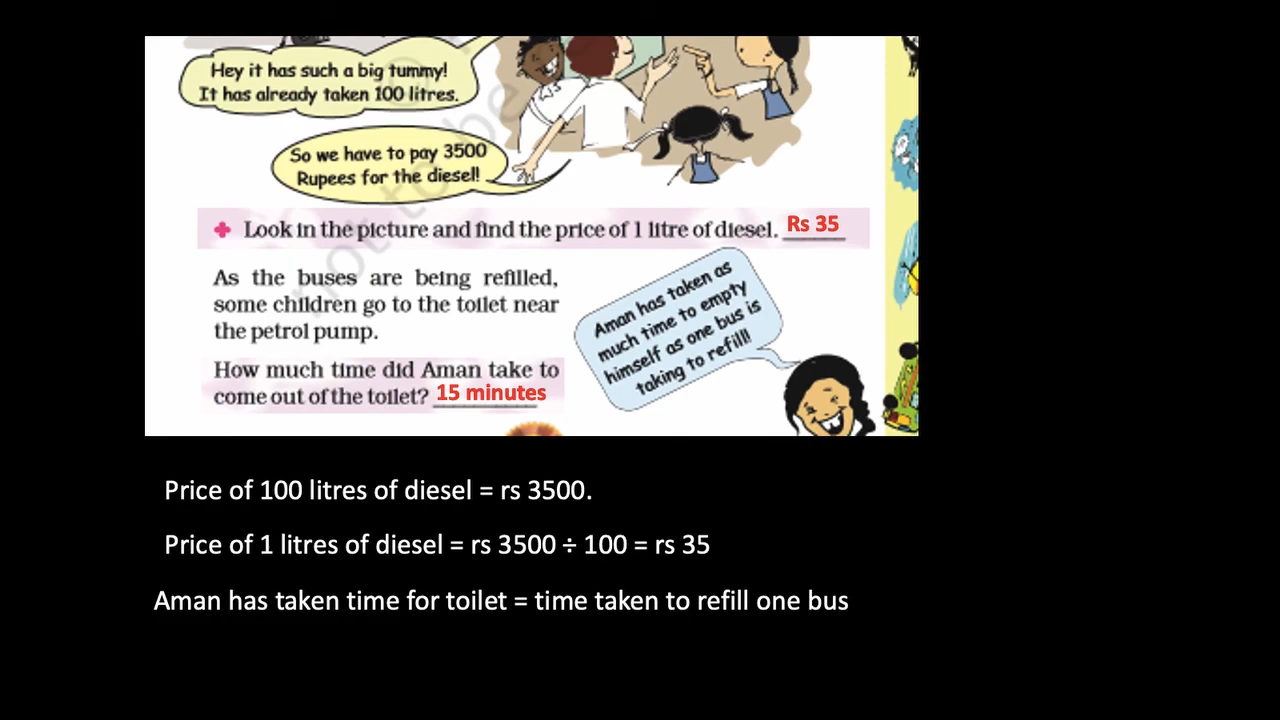 Hey it has such a big tummy!
It has already taken 100 litres.
So we have to pay 3500
Rupees for the diesel!
Look in the picture and find the price of 1 litre of diesel. Rs 35
As the buses are being refilled,
some children go to the toilet near
the petrol pump.
Aman has taken as
much time to empty
himself as one bus is
taking to refill!
How much time did Aman take to
come out of the toilet? 15 minutes
Price of 100 litres of diesel = rs 3500.
Price of 1 litres of diesel = rs 3500 ÷ 100 = rs 35
Aman has taken time for toilet = time taken to refill one bus
not to be